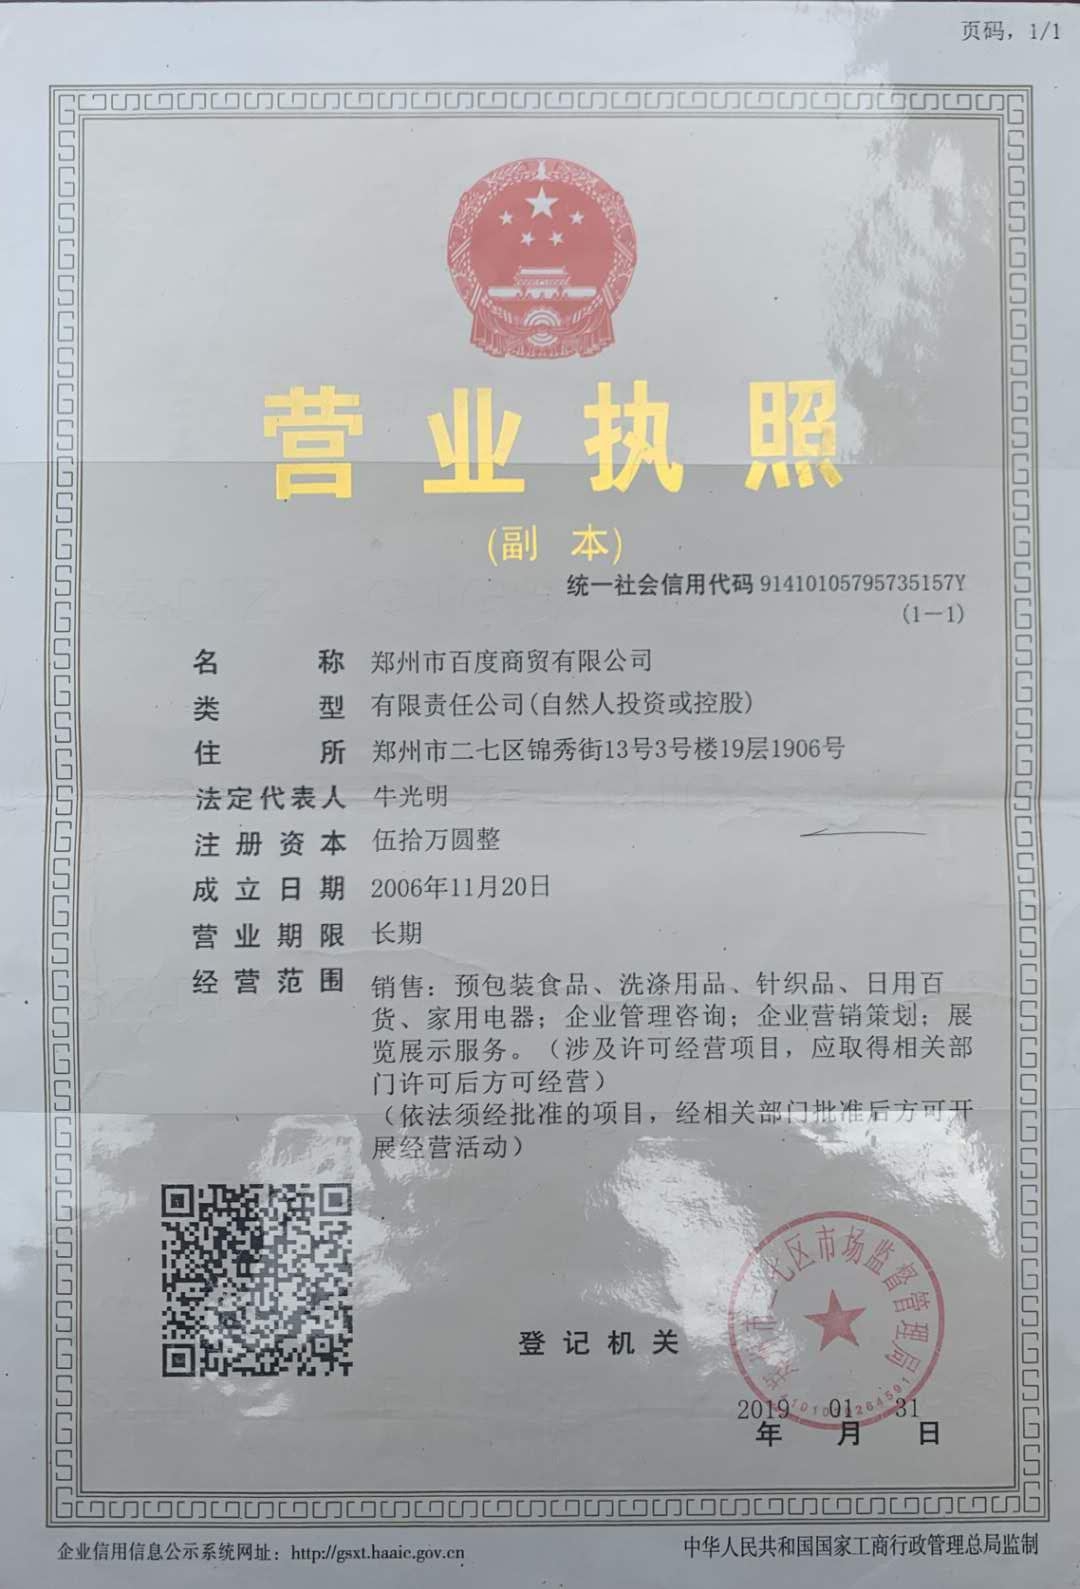 页码，1/1
营业执照
(副 本)
统一社会信用代码 91410105795735157Y
(1—1)
名称 郑州市百度商贸有限公司
类型 有限责任公司(自然人投资或控股)
住所 郑州市二七区锦秀街13号3号楼19层1906号
法定代表人 牛光明
注册资本 伍拾万圆整
成立日期 2006年11月20日
营业期限 长期
经营范围 销售：预包装食品、洗涤用品、针织品、日用百
货、家用电器；企业管理咨询；企业营销策划；展
览展示服务。（涉及许可经营项目，应取得相关部
门许可后方可经营）
（依法须经批准的项目，经相关部门批准后方可开
展经营活动）
市二七区市场监督管理局
登记机关
2019 01 31
年 月 日
企业信用信息公示系统网址：http://gsxt.haaic.gov.cn
中华人民共和国国家工商行政管理总局监制